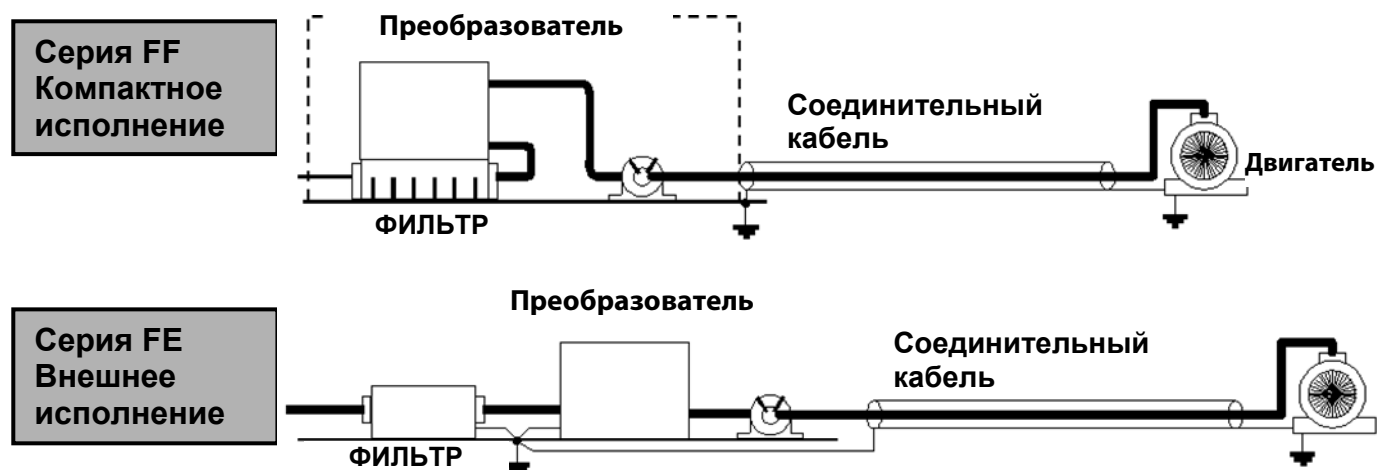 Серия FF
Компактное
исполнение
Преобразователь
Соединительный
кабель
Двигатель
ФИЛЬТР
Серия FE
Внешнее
исполнение
Преобразователь
Соединительный
кабель
ФИЛЬТР